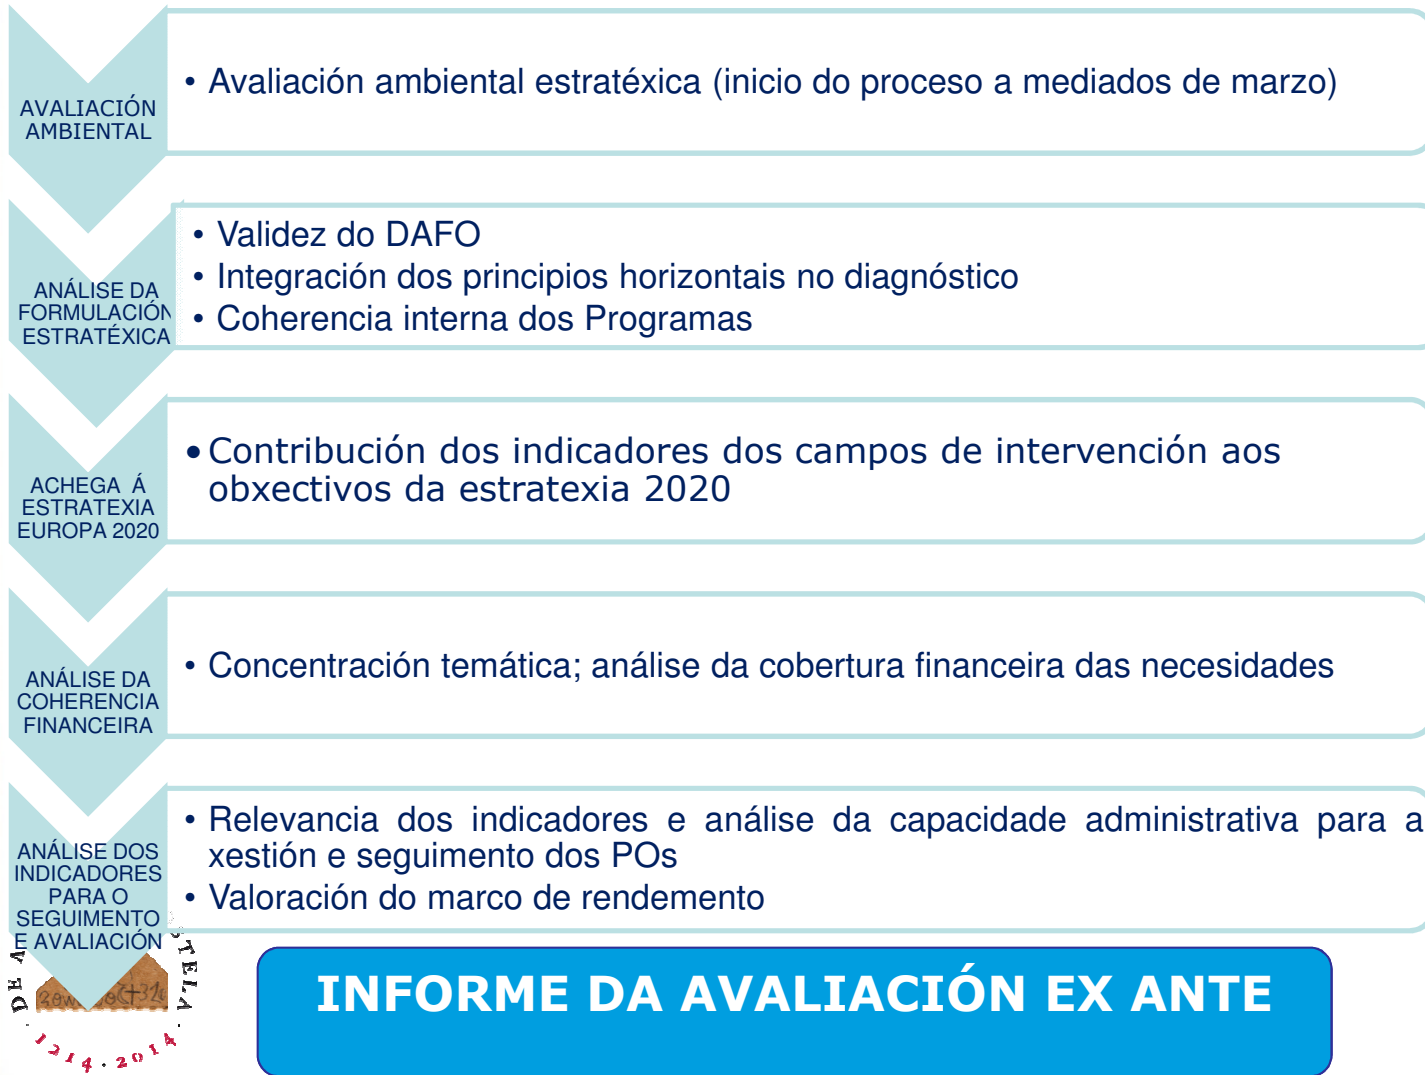 AVALIACIÓN
AMBIENTAL
• Avaliación ambiental estratéxica (inicio do proceso a mediados de marzo)
ANÁLISE DA
FORMULACIÓN
ESTRATÉXICA
• Validez do DAFO
• Integración dos principios horizontais no diagnóstico
• Coherencia interna dos Programas
ACHEGA Á
ESTRATEXIA
EUROPA 2020
• Contribución dos indicadores dos campos de intervención aos
obxectivos da estratexia 2020
ANÁLISE DA
COHERENCIA
FINANCEIRA
• Concentración temática; análise da cobertura financeira das necesidades
ANÁLISE DOS
INDICADORES
PARA O
SEGUIMENTO
E AVALIACIÓN
• Relevancia dos indicadores e análise da capacidade administrativa para a
xestión e seguimento dos POs
• Valoración do marco de rendemento
DE
STELA
1214 · 2014
INFORME DA AVALIACIÓN EX ANTE